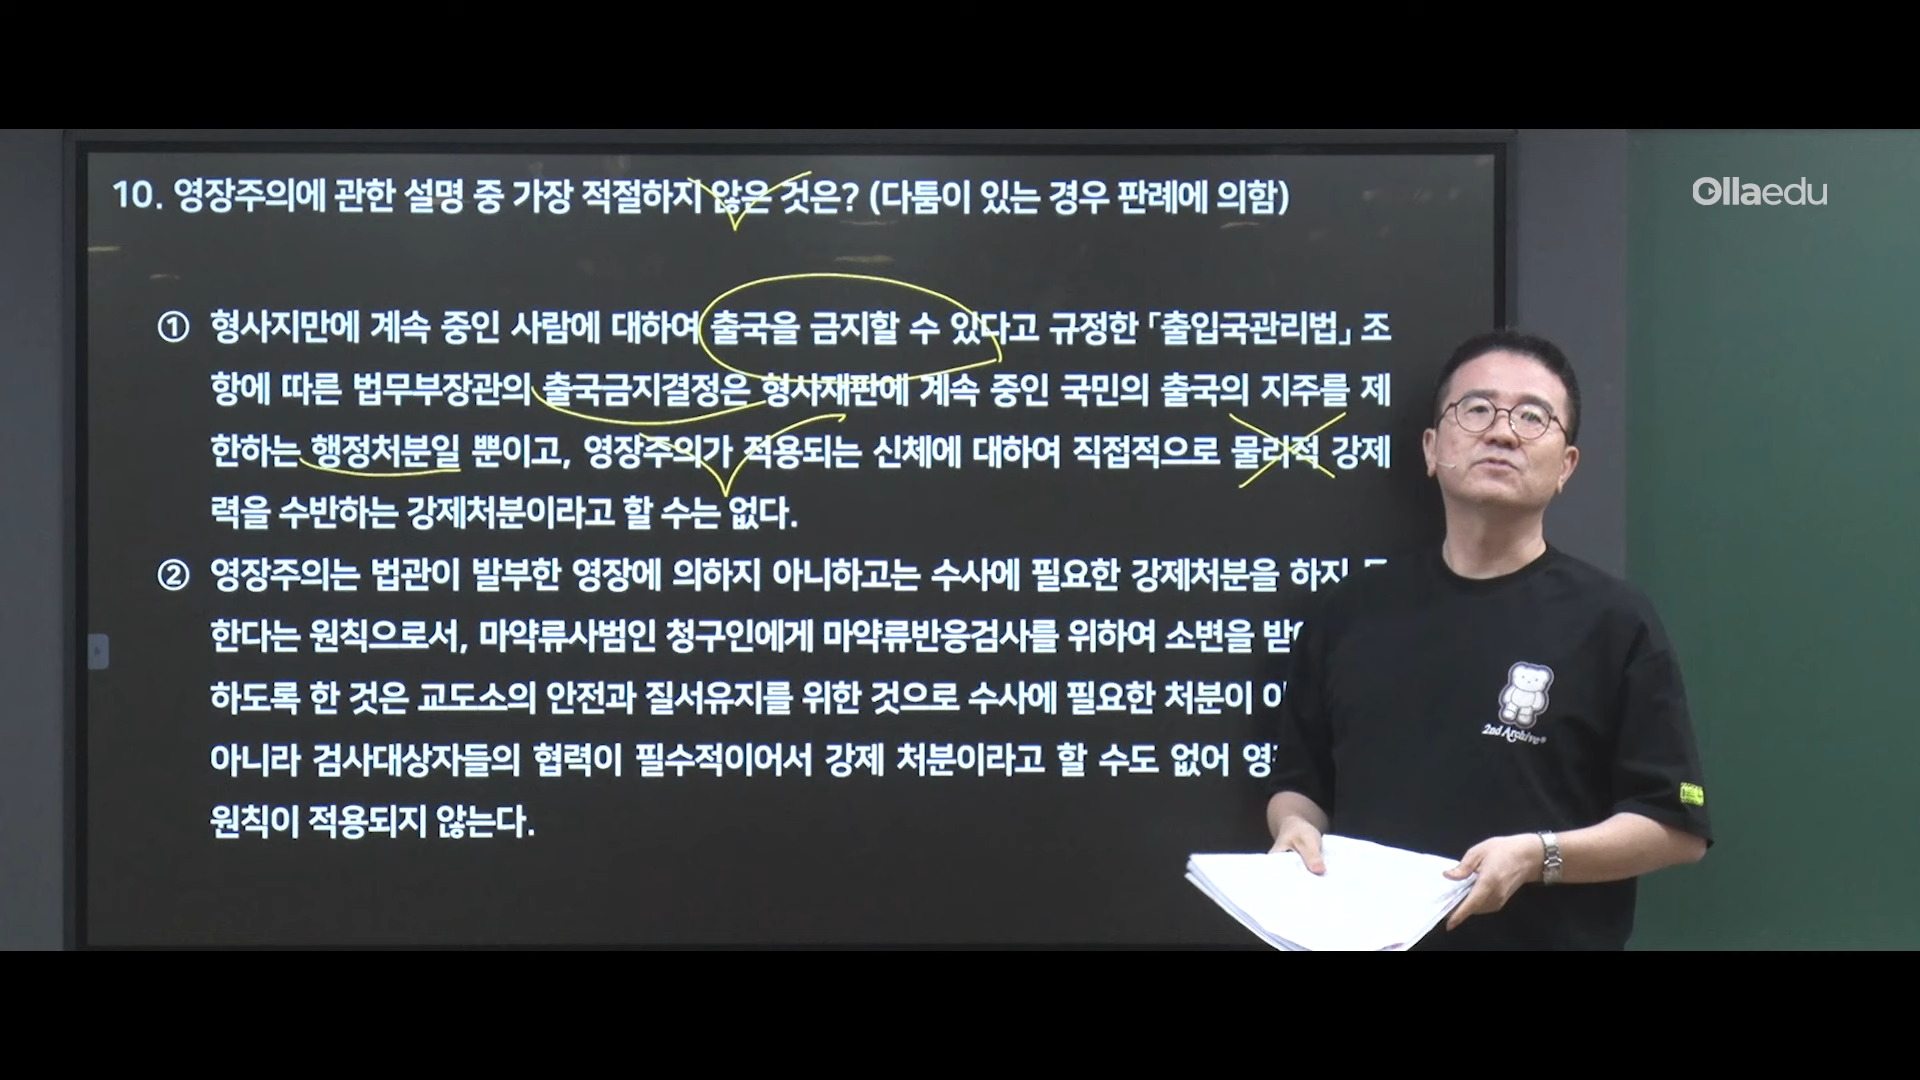 Ollaedu
10. 영장주의에 관한 설명 중 가장 적절하지 않은 것은? (다툼이 있는 경우 판례에 의함)
① 형사지만에 계속 중인 사람에 대하여 출국을 금지할 수 있다고 규정한 「출입국관리법」 조
항에 따른 법무부장관의 출국금지결정은 형사재판에 계속 중인 국민의 출국의 지주를 제
한하는 행정처분일 뿐이고, 영장주의가 적용되는 신체에 대하여 직접적으로 물리적 강제
력을 수반하는 강제처분이라고 할 수는 없다.
② 영장주의는 법관이 발부한 영장에 의하지 아니하고는 수사에 필요한 강제처분을 하지
한다는 원칙으로서, 마약류사범인 청구인에게 마약류반응검사를 위하여 소변을
하도록 한 것은 교도소의 안전과 질서유지를 위한 것으로 수사에 필요한 처분이
아니라 검사대상자들의 협력이 필수적이어서 강제 처분이라고 할 수도 없어
원칙이 적용되지 않는다.
2nd Archive